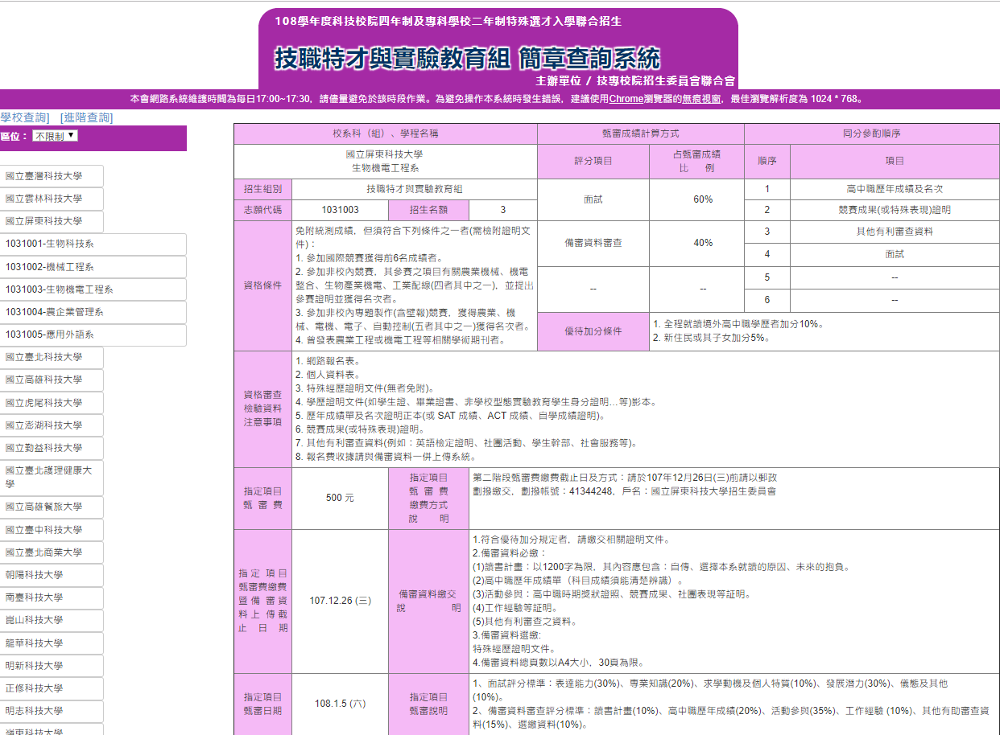 108學年度科技校院四年制及專科學校二年制特殊選才入學聯合招生
技職特才與實驗教育組 簡章查詢系統
主辦單位 / 技專校院招生委員會聯合會
本會網路系統維護時間為每日17:00~17:30，請儘量避免於該時段作業。為避免操作本系統時發生錯誤，建議使用Chrome瀏覽器的無痕視窗，最佳瀏覽解析度為 1024 * 768。
學校查詢] [進階查詢]
區位： 不限制
國立臺灣科技大學
國立雲林科技大學
國立屏東科技大學
1031001-生物科技系
1031002-機械工程系
1031003-生物機電工程系
1031004-農企業管理系
1031005-應用外語系
國立臺北科技大學
國立高雄科技大學
國立虎尾科技大學
國立澎湖科技大學
國立勤益科技大學
國立臺北護理健康大
學
國立高雄餐旅大學
國立臺中科技大學
國立臺北商業大學
朝陽科技大學
南臺科技大學
崑山科技大學
龍華科技大學
明新科技大學
正修科技大學
明志科技大學
嶺東科技大學
校系科（組）、學程名稱
國立屏東科技大學
生物機電工程系
招生組別 技職特才與實驗教育組
志願代碼 1031003 招生名額 3
資格條件
免附統測成績，但須符合下列條件之一者(需檢附證明文
件)：
1. 參加國際競賽獲得前6名成績者。
2. 參加非校內競賽，其參賽之項目有關農業機械、機電
整合、生物產業機電、工業配線(四者其中之一)，並提出
參賽證明並獲得名次者。
3. 參加非校內專題製作(含壁報)競賽，獲得農業、機
械、電機、電子、自動控制(五者其中之一)獲得名次者。
4. 曾發表農業工程或機電工程等相關學術期刊者。
甄審成績計算方式
評分項目
占甄審成績
比 例
面試 60%
備審資料審查 40%
-- --
同分參酌順序
順序 項目
1 高中職歷年成績及名次
2 競賽成果(或特殊表現)證明
3 其他有利審查資料
4 面試
5 --
6 --
優待加分條件
1. 全程就讀境外高中職學歷者加分10%。
2. 新住民或其子女加分5%。
資格審查
檢驗資料
注意事項
1. 網路報名表。
2. 個人資料表。
3. 特殊經歷證明文件(無者免附)。
4. 學歷證明文件(如學生證、畢業證書、非學校型態實驗教育學生身分證明...等)影本。
5. 歷年成績單及名次證明正本(或 SAT 成績、ACT 成績、自學成績證明)。
6. 競賽成果(或特殊表現)證明。
7. 其他有利審查資料(例如：英語檢定證明、社團活動、學生幹部、社會服務等)。
8. 報名費收據請與備審資料一併上傳系統。
指定項目
甄 審 費
500 元
指定項目
甄 審 費
繳費方式
說 明
第二階段甄審費繳費截止日及方式：請於107年12月26日(三)前請以郵政
劃撥繳交，劃撥帳號：41344248，戶名：國立屏東科技大學招生委員會
指 定 項 目
甄審費繳費
暨 備 審 資
料 上 傳 截
止 日 期
107.12.26 (三)
備審資料繳交
說 明
1.符合優待加分規定者，請繳交相關證明文件。
2.備審資料必繳：
(1)讀書計畫：以1200字為限，其內容應包含：自傳、選擇本系就讀的原因、未來的抱負。
(2)高中職歷年成績單（科目成績須能清楚辨識）。
(3)活動參與：高中職時期獎狀證照、競賽成果、社團表現等証明。
(4)工作經驗等証明。
(5)其他有利審查之資料。
3.備審資料選繳:
特殊經歷證明文件。
4.備審資料總頁數以A4大小，30頁為限。
指定項目
甄審日期
108.1.5 (六)
指定項目
甄審說明
1、面試評分標準：表達能力(30%)、專業知識(20%)、求學動機及個人特質(10%)、發展潛力(30%)、儀態及其他
(10%)。
2、備審資料審查評分標準：讀書計畫(10%)、高中職歷年成績(20%)、活動參與(35%)、工作經驗 (10%)、其他有助審查資
料(15%)、選繳資料(10%)。